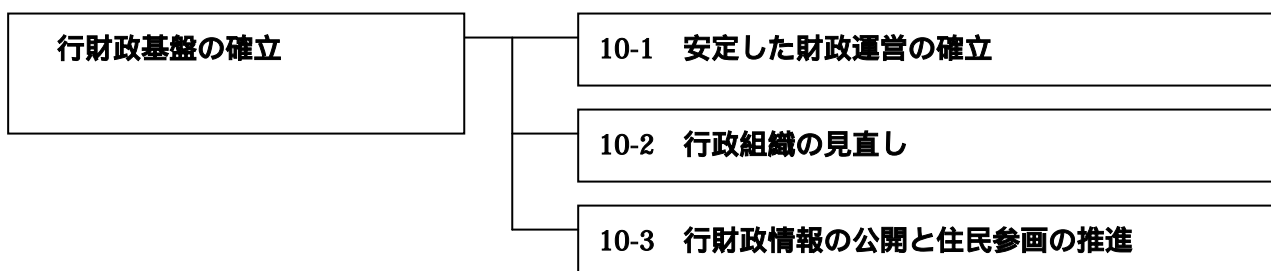 行財政基盤の確立
10-1 安定した財政運営の確立
10-2 行政組織の見直し
10-3 行財政情報の公開と住民参画の推進